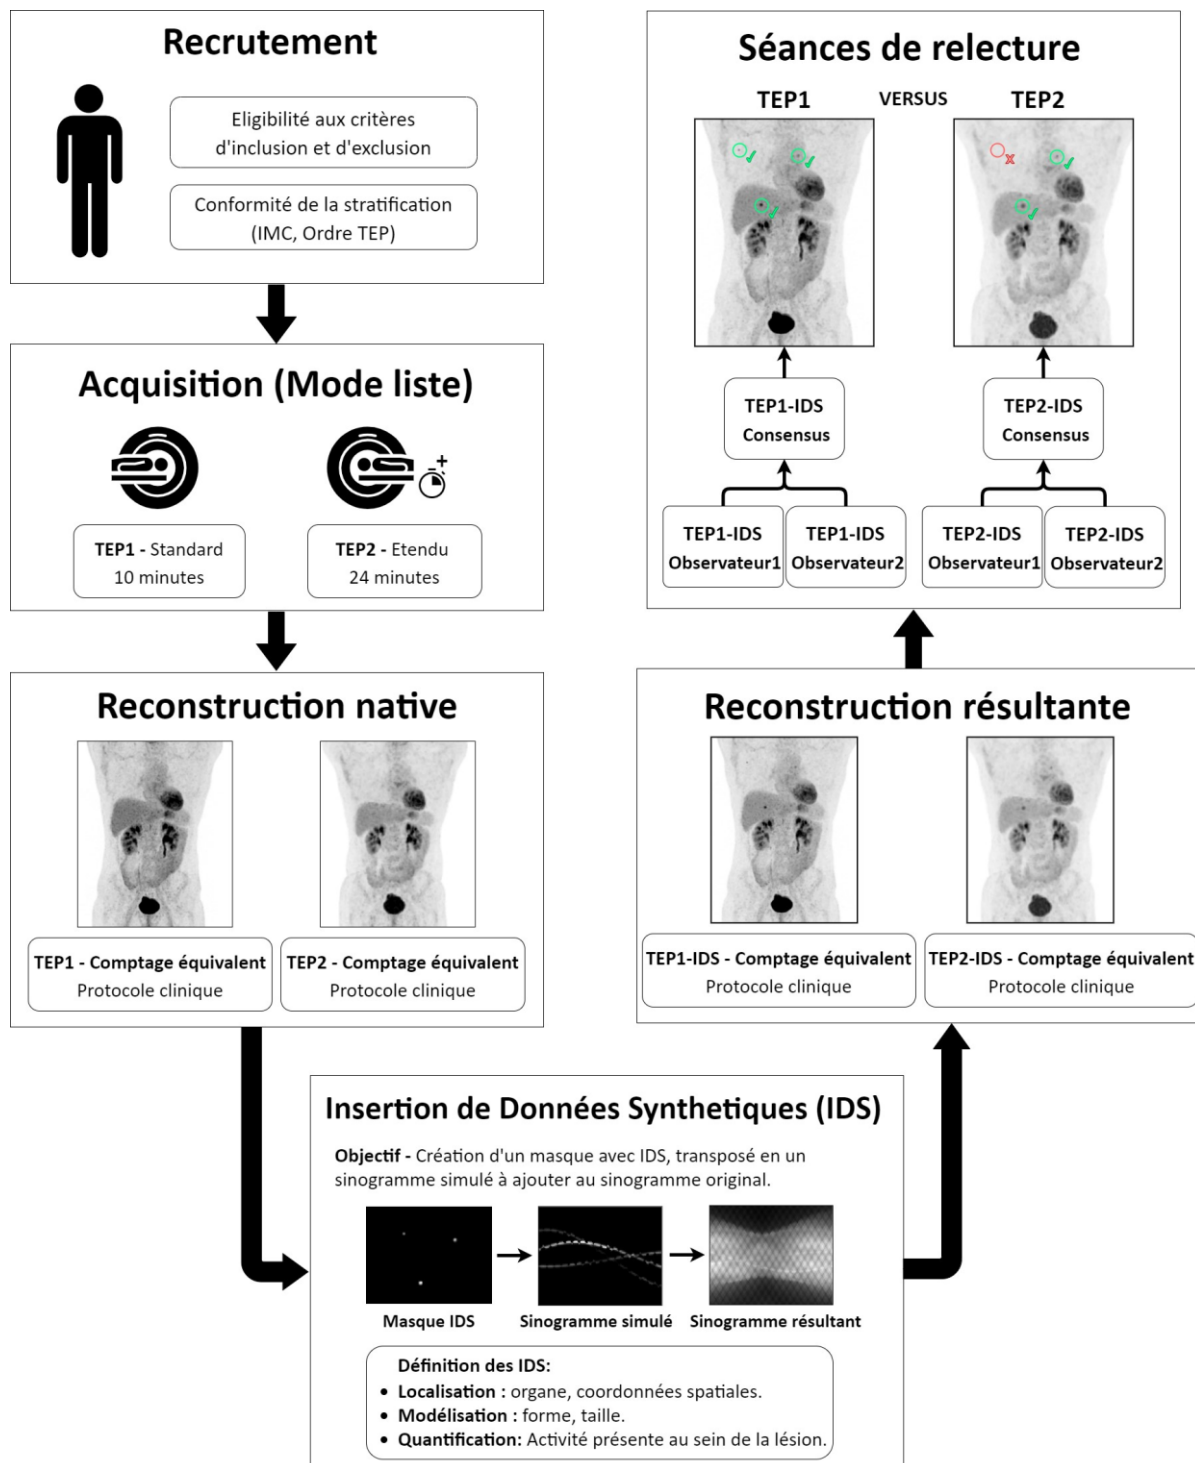 Recrutement
Eligibilité aux critères
d'inclusion et d'exclusion
Conformité de la stratification
(IMC, Ordre TEP)
Acquisition (Mode liste)
TEP1 - Standard
10 minutes
TEP2 - Etendu
24 minutes
Reconstruction native
TEP1 - Comptage équivalent
Protocole clinique
TEP2 - Comptage équivalent
Protocole clinique
Insertion de Données Synthetiques (IDS)
Objectif - Création d'un masque avec IDS, transposé en un
sinogramme simulé à ajouter au sinogramme original.
Masque IDS
Sinogramme simulé
Sinogramme résultant
Définition des IDS:
• Localisation : organe, coordonnées spatiales.
• Modélisation : forme, taille.
• Quantification: Activité présente au sein de la lésion.
Reconstruction résultante
TEP1-IDS - Comptage équivalent
Protocole clinique
TEP2-IDS - Comptage équivalent
Protocole clinique
Séances de relecture
TEP1 VERSUS TEP2
TEP1-IDS
Consensus
TEP2-IDS
Consensus
TEP1-IDS
Observateur1
TEP1-IDS
Observateur2
TEP2-IDS
Observateur1
TEP2-IDS
Observateur2